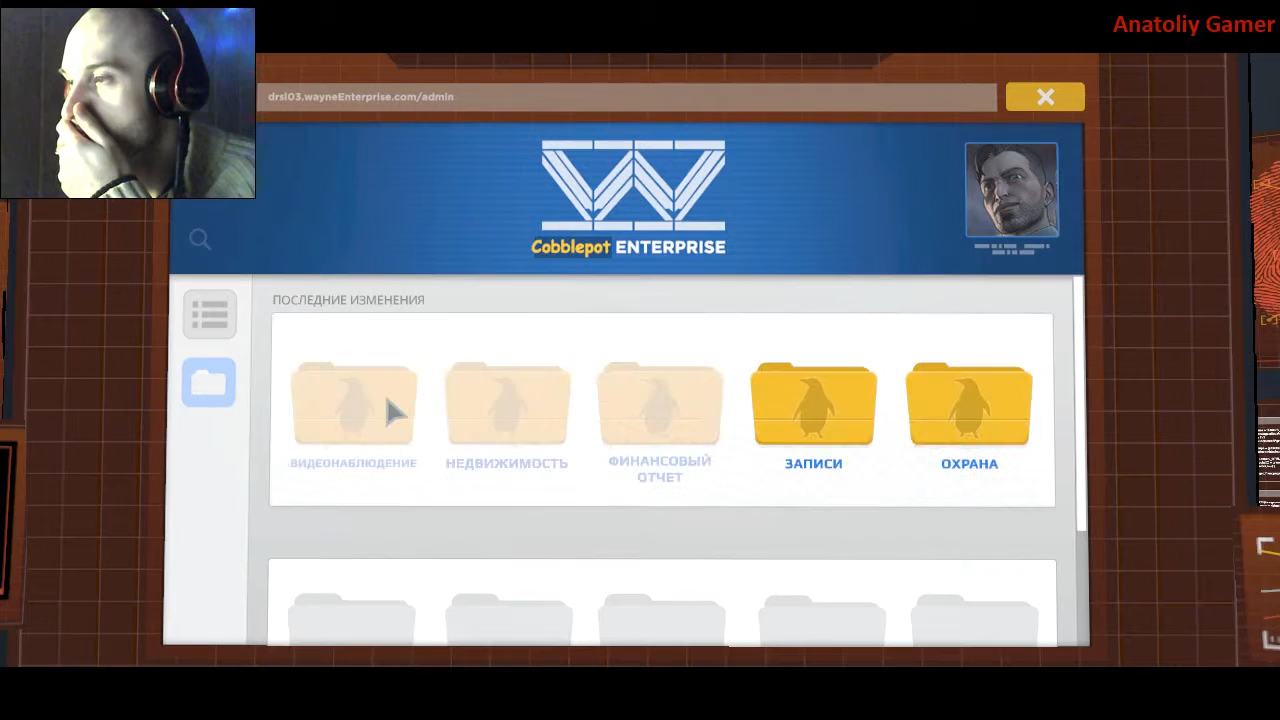 Anatoliy Gamer
drsl03.wayneEnterprise.com/admin
Cobblepot ENTERPRISE
ПОСЛЕДНИЕ ИЗМЕНЕНИЯ
ВИДЕОНАБЛЮДЕНИЕ
НЕДВИЖИМОСТЬ
ФИНАНСОВЫЙ
ОТЧЕТ
ЗАПИСИ
ОХРАНА